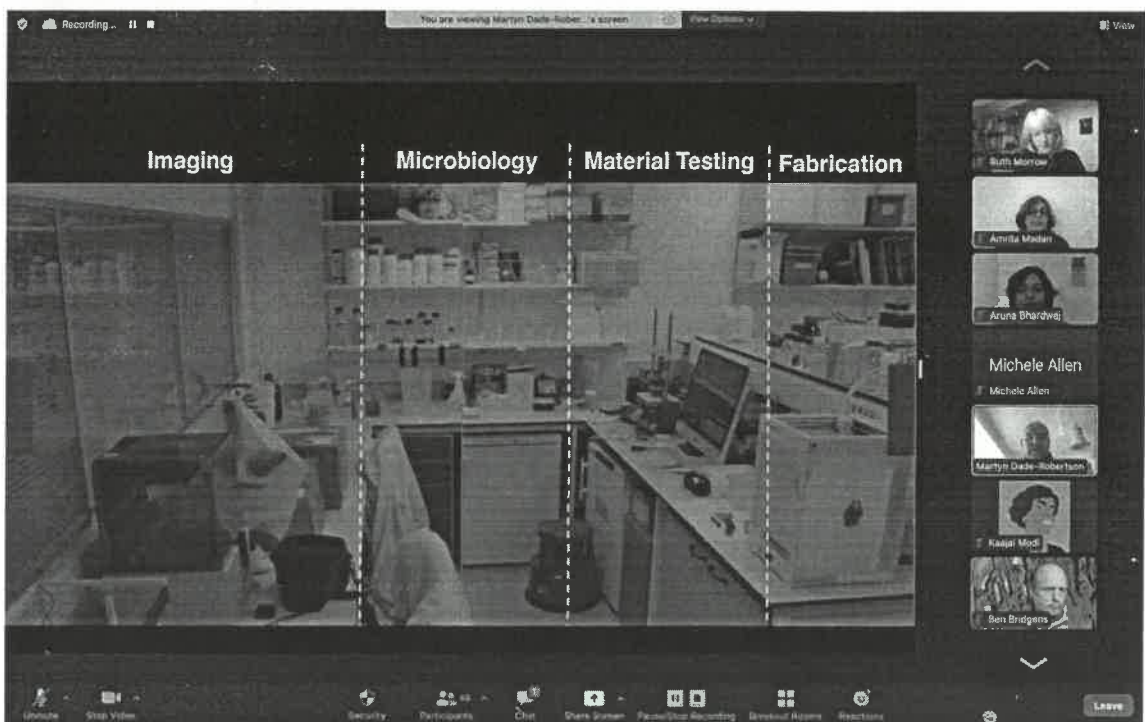 Recording...
You are viewing Martyn Dade-Rober...'s screen
View Options
View
Imaging
Microbiology
Material Testing
Fabrication
Ruth Morrow
Amrita Madan
Aruna Bhardwaj
Michele Allen
Michele Allen
Martyn Dade-Robertson
Kaajal Modi
Ben Bridgens
Unmute
Stop Video
Security
Participants
Chat
Share Screen
Pause/Stop Recording
Breakout Rooms
Reactions
Leave